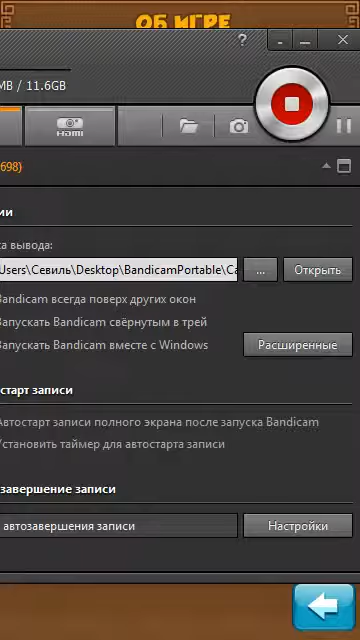 ОБ ИГРЕ
?
MB / 11.6GB
HDMI
698)
ии
ка вывода:
Users\Севиль\Desktop\BandicamPortable\Ca
...
Открыть
Bandicam всегда поверх других окон
Запускать Bandicam свёрнутым в трей
Запускать Bandicam вместе с Windows
Расширенные
старт записи
Автостарт записи полного экрана после запуска Bandicam
Установить таймер для автостарта записи
завершение записи
автозавершения записи
Настройки